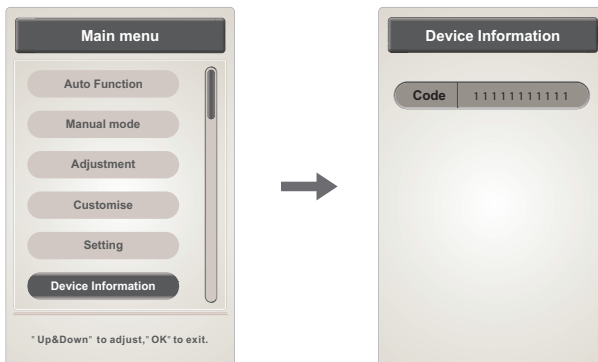 Main menu
Auto Function
Manual mode
Adjustment
Customise
Setting
Device Information
"Up&Down" to adjust,"OK" to exit.
Device Information
Code 11111111111